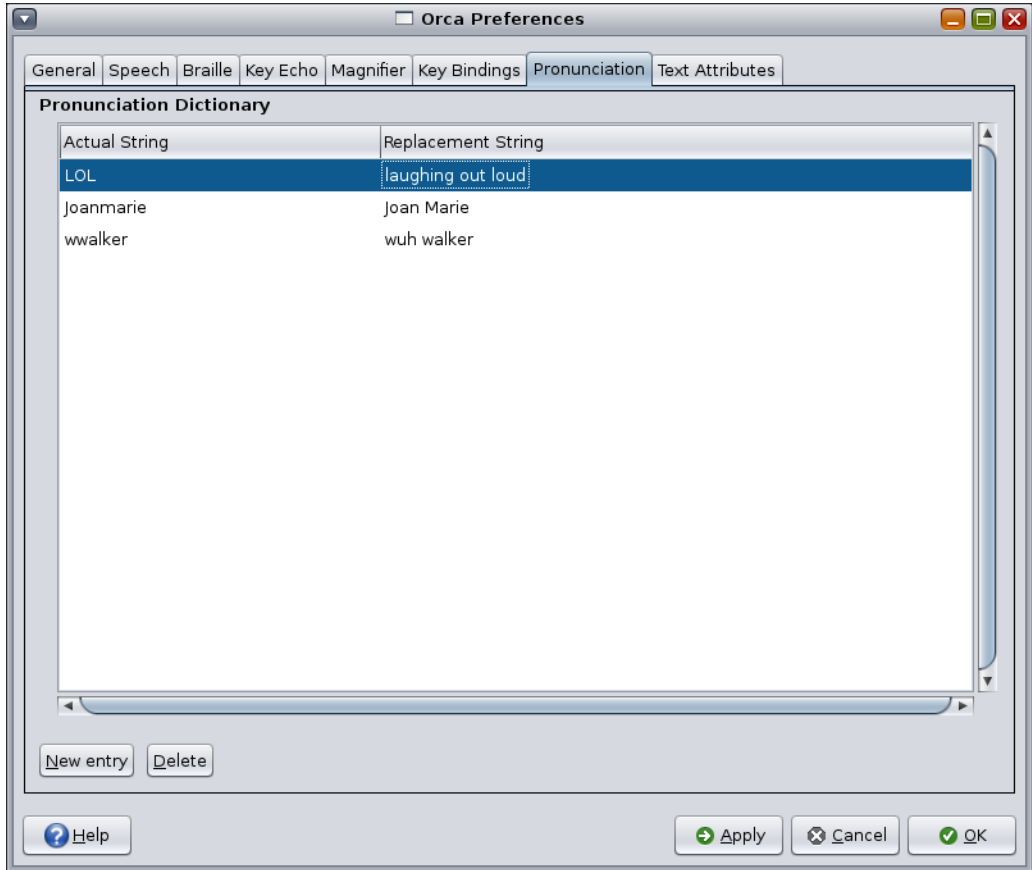 Orca Preferences
General Speech Braille Key Echo Magnifier Key Bindings Pronunciation Text Attributes
Pronunciation Dictionary
Actual String Replacement String
LOL laughing out loud
Joanmarie Joan Marie
wwalker wuh walker
New entry Delete
Help Apply Cancel OK